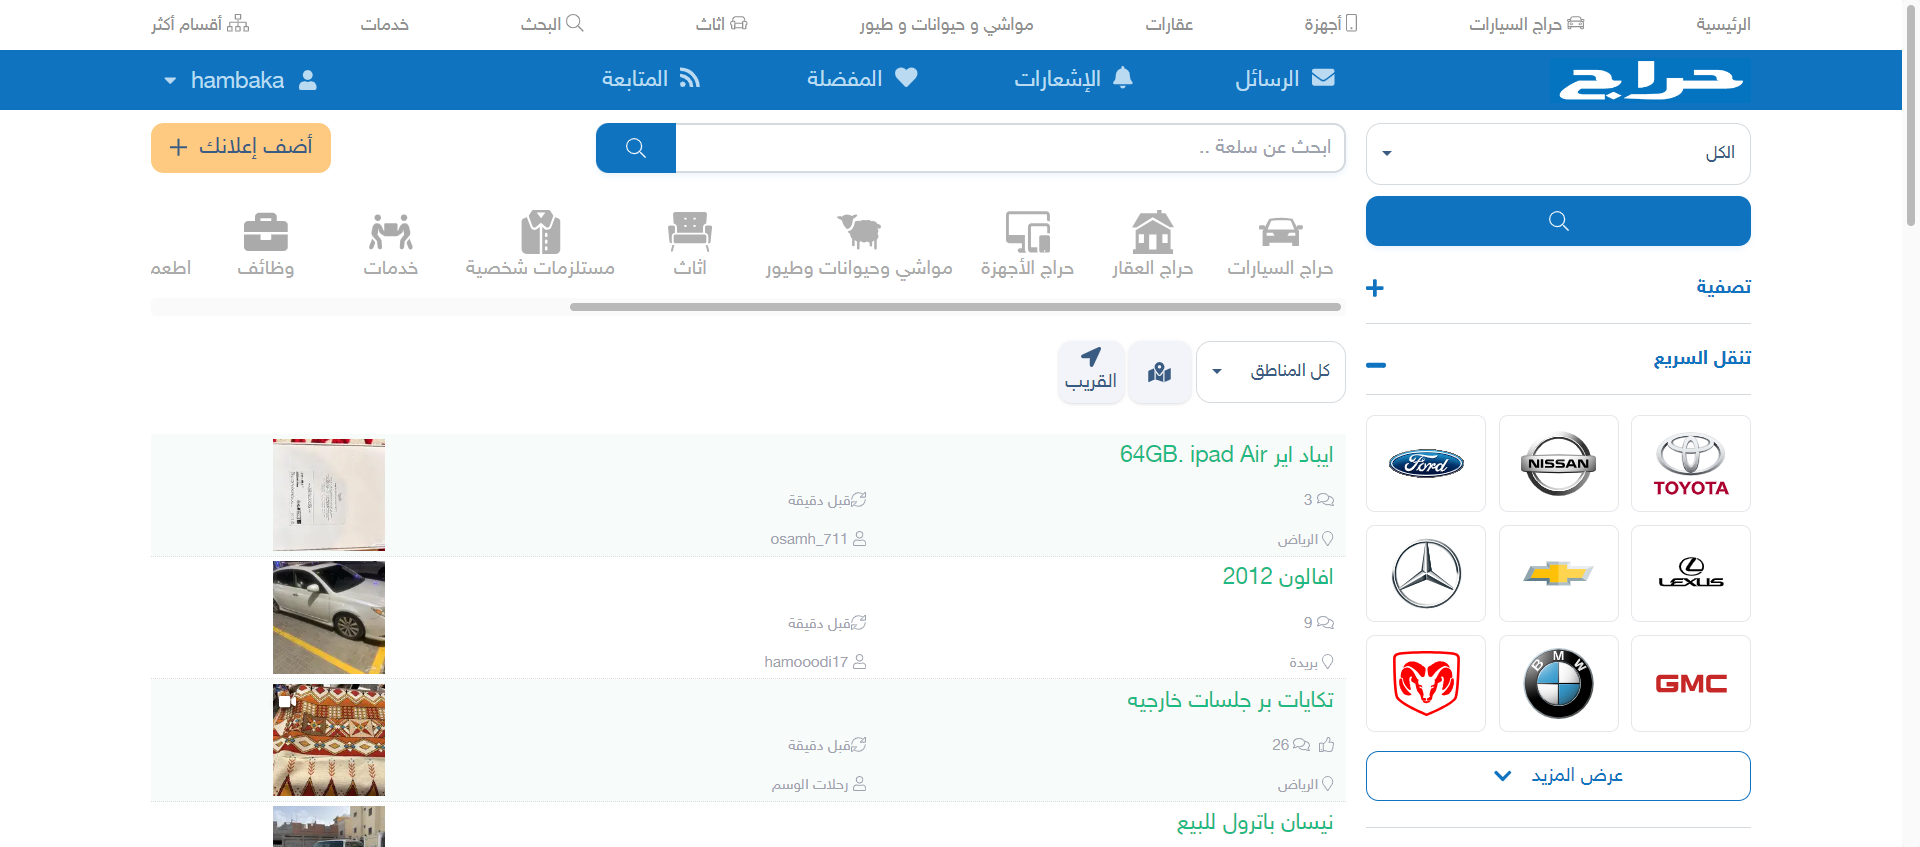 الرئيسية
حراج السيارات
أجهزة
عقارات
مواشي و حيوانات و طيور
اثاث
البحث
خدمات
أقسام أكثر
حراج
الرسائل
الإشعارات
المفضلة
المتابعة
hambaka
الكل
ابحث عن سلعة ..
أضف إعلانك +
حراج السيارات
حراج العقار
حراج الأجهزة
مواشي وحيوانات وطيور
اثاث
مستلزمات شخصية
خدمات
وظائف
اطعم
تصفية
تنقل السريع
كل المناطق
القريب
TOYOTA
NISSAN
Ford
LEXUS
GMC
BMW
عرض المزيد
ايباد اير 64GB. ipad Air
3
قبل دقيقة
الرياض
osamh_711
افالون 2012
9
قبل دقيقة
بريدة
hamooodi17
تكايات بر جلسات خارجيه
26
قبل دقيقة
الرياض
رحلات الوسم
نيسان باترول للبيع